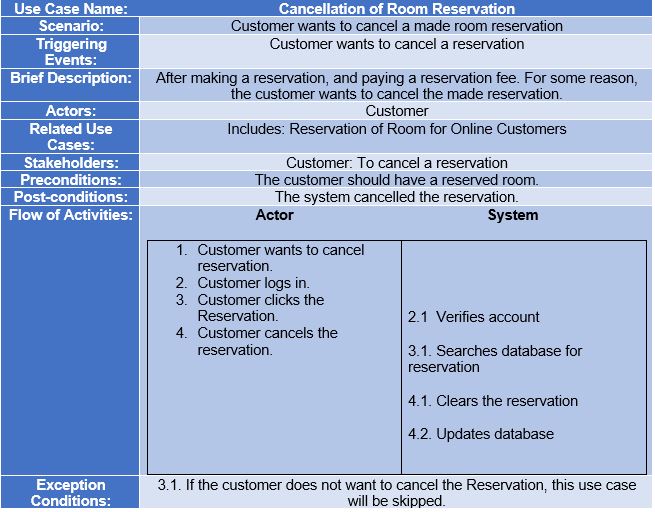 Use Case Name: Cancellation of Room Reservation
Scenario: Customer wants to cancel a made room reservation
Triggering Events: Customer wants to cancel a reservation
Brief Description: After making a reservation, and paying a reservation fee. For some reason,
the customer wants to cancel the made reservation.
Actors: Customer
Related Use Cases: Includes: Reservation of Room for Online Customers
Stakeholders: Customer: To cancel a reservation
Preconditions: The customer should have a reserved room.
Post-conditions: The system cancelled the reservation.
Flow of Activities: Actor System
1. Customer wants to cancel
reservation.
2. Customer logs in.
3. Customer clicks the
Reservation.
4. Customer cancels the
reservation.
2.1 Verifies account
3.1. Searches database for
reservation
4.1. Clears the reservation
4.2. Updates database
Exception Conditions: 3.1. If the customer does not want to cancel the Reservation, this use case
will be skipped.